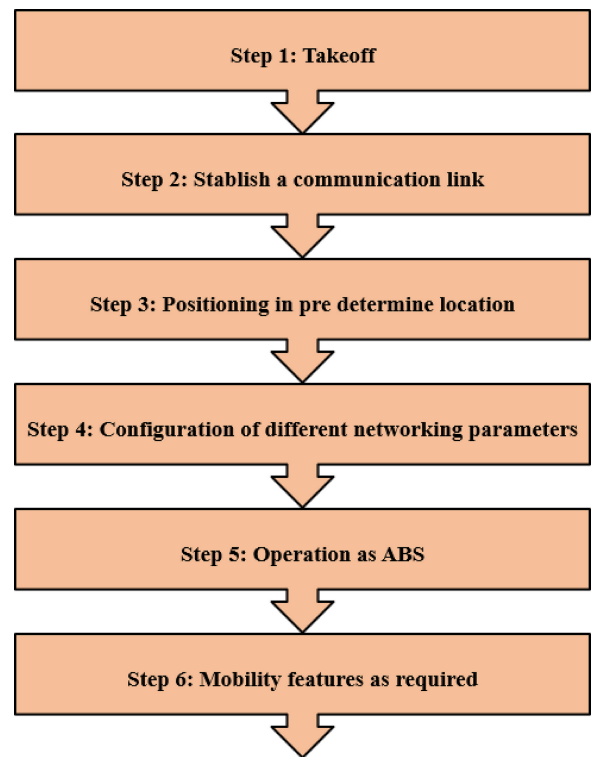 Step 1: Takeoff
Step 2: Stablish a communication link
Step 3: Positioning in pre determine location
Step 4: Configuration of different networking parameters
Step 5: Operation as ABS
Step 6: Mobility features as required